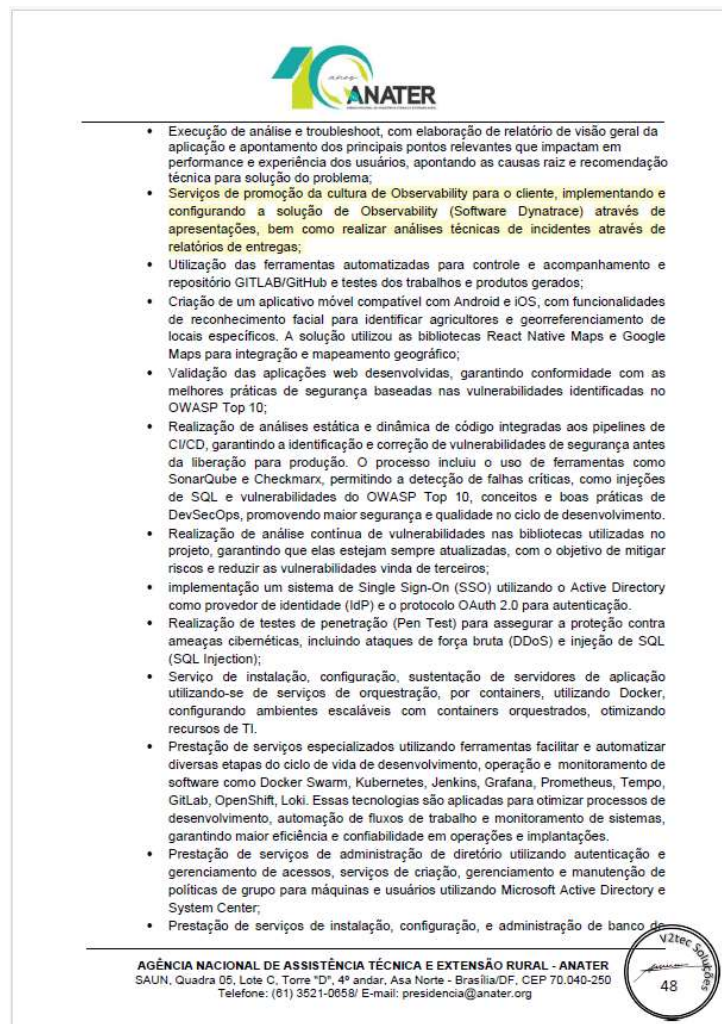 10 anos
ANATER
Execução de análise e troubleshoot, com elaboração de relatório de visão geral da
aplicação e apontamento dos principais pontos relevantes que impactam em
performance e experiência dos usuários, apontando as causas raiz e recomendação
técnica para solução do problema;
Serviços de promoção da cultura de Observability para o cliente, implementando e
configurando a solução de Observability (Software Dynatrace) através de
apresentações, bem como realizar análises técnicas de incidentes através de
relatórios de entregas;
Utilização das ferramentas automatizadas para controle e acompanhamento e
repositório GITLAB/GitHub e testes dos trabalhos e produtos gerados;
Criação de um aplicativo móvel compatível com Android e iOS, com funcionalidades
de reconhecimento facial para identificar agricultores e georreferenciamento de
locais específicos. A solução utilizou as bibliotecas React Native Maps e Google
Maps para integração e mapeamento geográfico;
Validação das aplicações web desenvolvidas, garantindo conformidade com as
melhores práticas de segurança baseadas nas vulnerabilidades identificadas no
OWASP Top 10;
Realização de análises estática e dinâmica de código integradas aos pipelines de
CI/CD, garantindo a identificação e correção de vulnerabilidades de segurança antes
da liberação para produção. O processo incluiu o uso de ferramentas como
SonarQube e Checkmarx, permitindo a detecção de falhas críticas, como injeções
de SQL e vulnerabilidades do OWASP Top 10, conceitos e boas práticas de
DevSecOps, promovendo maior segurança e qualidade no ciclo de desenvolvimento.
Realização de análise contínua de vulnerabilidades nas bibliotecas utilizadas no
projeto, garantindo que elas estejam sempre atualizadas, com o objetivo de mitigar
riscos e reduzir as vulnerabilidades vinda de terceiros;
implementação um sistema de Single Sign-On (SSO) utilizando o Active Directory
como provedor de identidade (IdP) e o protocolo OAuth 2.0 para autenticação.
Realização de testes de penetração (Pen Test) para assegurar a proteção contra
ameaças cibernéticas, incluindo ataques de força bruta (DDoS) e injeção de SQL
(SQL Injection);
Serviço de instalação, configuração, sustentação de servidores de aplicação
utilizando-se de serviços de orquestração, por containers, utilizando Docker,
configurando ambientes escaláveis com containers orquestrados, otimizando
recursos de TI.
Prestação de serviços especializados utilizando ferramentas facilitar e automatizar
diversas etapas do ciclo de vida de desenvolvimento, operação e monitoramento de
software como Docker Swarm, Kubernetes, Jenkins, Grafana, Prometheus, Tempo,
GitLab, OpenShift, Loki. Essas tecnologias são aplicadas para otimizar processos de
desenvolvimento, automação de fluxos de trabalho e monitoramento de sistemas,
garantindo maior eficiência e confiabilidade em operações e implantações.
Prestação de serviços de administração de diretório utilizando autenticação e
gerenciamento de acessos, serviços de criação, gerenciamento e manutenção de
políticas de grupo para máquinas e usuários utilizando Microsoft Active Directory e
System Center;
Prestação de serviços de instalação, configuração, e administração de banco de
AGÊNCIA NACIONAL DE ASSISTÊNCIA TÉCNICA E EXTENSÃO RURAL - ANATER
SAUN, Quadra 05, Lote C, Torre "D", 4º andar, Asa Norte - Brasília/DF, CEP 70.040-250
Telefone: (61) 3521-0658/ E-mail: presidencia@anater.org
V2tec Soluções
48